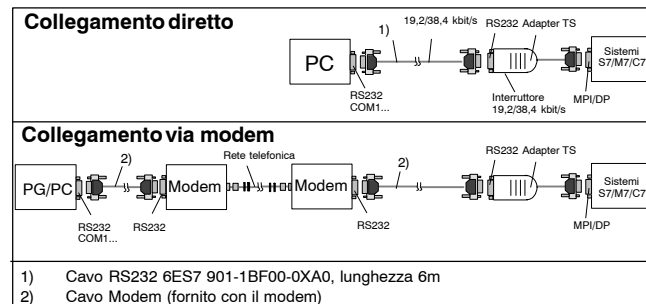 Collegamento diretto
1)
19,2/38,4 kbit/s
RS232 Adapter TS
PC
Sistemi
S7/M7/C7
RS232
COM1...
Interruttore
19,2/38,4 kbit/s
MPI/DP
Collegamento via modem
2)
Rete telefonica
2)
RS232 Adapter TS
PG/PC
Modem
Modem
Sistemi
S7/M7/C7
RS232
COM1...
RS232
RS232
MPI/DP
1) Cavo RS232 6ES7 901-1BF00-0XA0, lunghezza 6m
2) Cavo Modem (fornito con il modem)